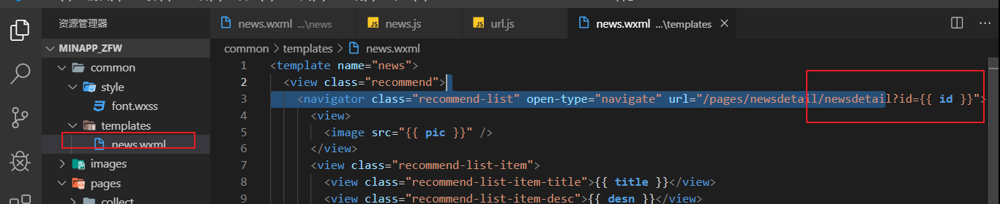 资源管理器
news.wxml ...\news
JS news.js
JS url.js
news.wxml ...\templates
MINAPP_ZFW
common > templates > news.wxml
common
style
font.wxss
templates
news.wxml
images
pages
collect
1 <template name="news">
2 <view class="recommend">
3 <navigator class="recommend-list" open-type="navigate" url="/pages/newsdetail/newsdetail?id={{ id }}">
4 <view>
5 <image src="{{ pic }}" />
6 </view>
7 <view class="recommend-list-item">
8 <view class="recommend-list-item-title">{{ title }}</view>
9 <view class="recommend-list-item-desc">{{ desn }}</view>